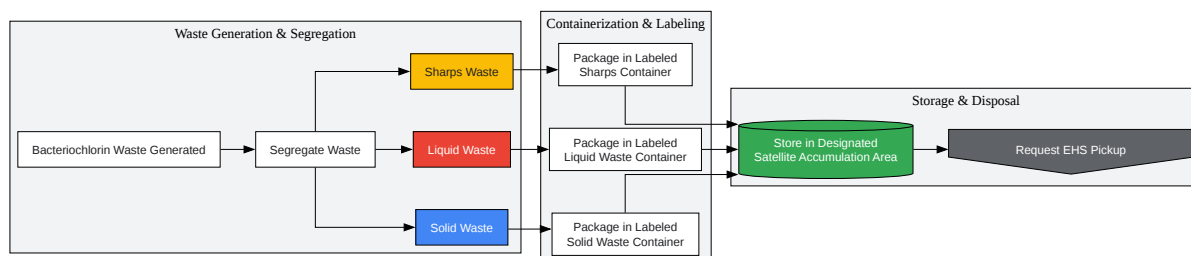 Waste Generation & Segregation
Bacteriochlorin Waste Generated
Segregate Waste
Sharps Waste
Liquid Waste
Solid Waste
Containerization & Labeling
Package in Labeled
Sharps Container
Package in Labeled
Liquid Waste Container
Package in Labeled
Solid Waste Container
Storage & Disposal
Store in Designated
Satellite Accumulation Area
Request EHS Pickup